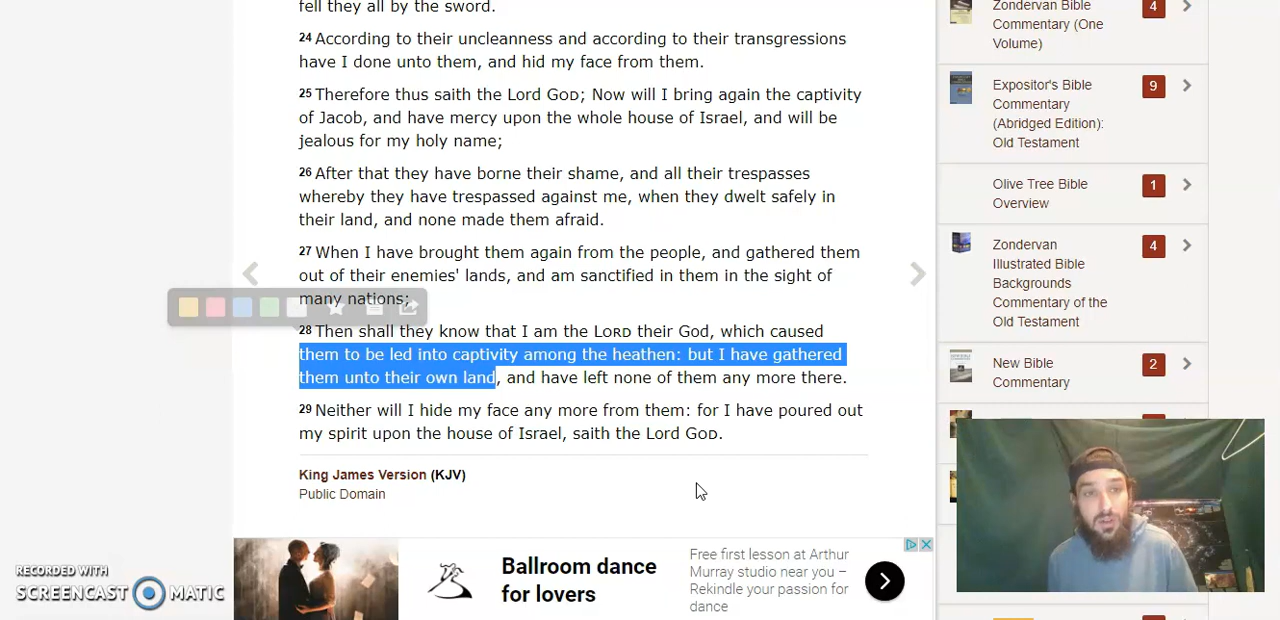 fell they all by the sword.
24 According to their uncleanness and according to their transgressions
have I done unto them, and hid my face from them.
25 Therefore thus saith the Lord GOD; Now will I bring again the captivity
of Jacob, and have mercy upon the whole house of Israel, and will be
jealous for my holy name;
26 After that they have borne their shame, and all their trespasses
whereby they have trespassed against me, when they dwelt safely in
their land, and none made them afraid.
27 When I have brought them again from the people, and gathered them
out of their enemies' lands, and am sanctified in them in the sight of
many nations;
28 Then shall they know that I am the LORD their God, which caused
them to be led into captivity among the heathen: but I have gathered
them unto their own land, and have left none of them any more there.
29 Neither will I hide my face any more from them: for I have poured out
my spirit upon the house of Israel, saith the Lord GOD.
King James Version (KJV)
Public Domain
Zondervan Bible
Commentary (One
Volume)
4
Expositor's Bible
Commentary
(Abridged Edition):
Old Testament
9
Olive Tree Bible
Overview
1
Zondervan
Illustrated Bible
Backgrounds
Commentary of the
Old Testament
4
New Bible
Commentary
2
RECORDED WITH
SCREENCAST MATIC
Ballroom dance
for lovers
Free first lesson at Arthur
Murray studio near you –
Rekindle your passion for
dance